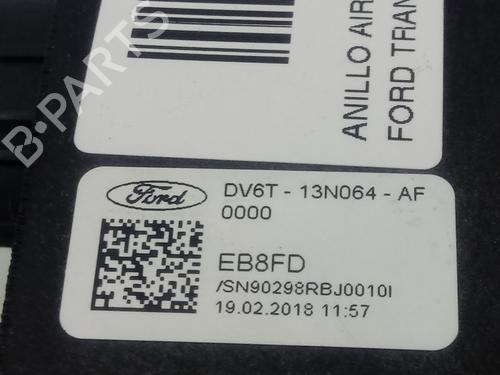 B-PARTS
ANILLO AIR
FORD TRAN
Ford
DV6T - 13N064 - AF
0000
EB8FD
/SN90298RBJ0010I
19.02.2018 11:57